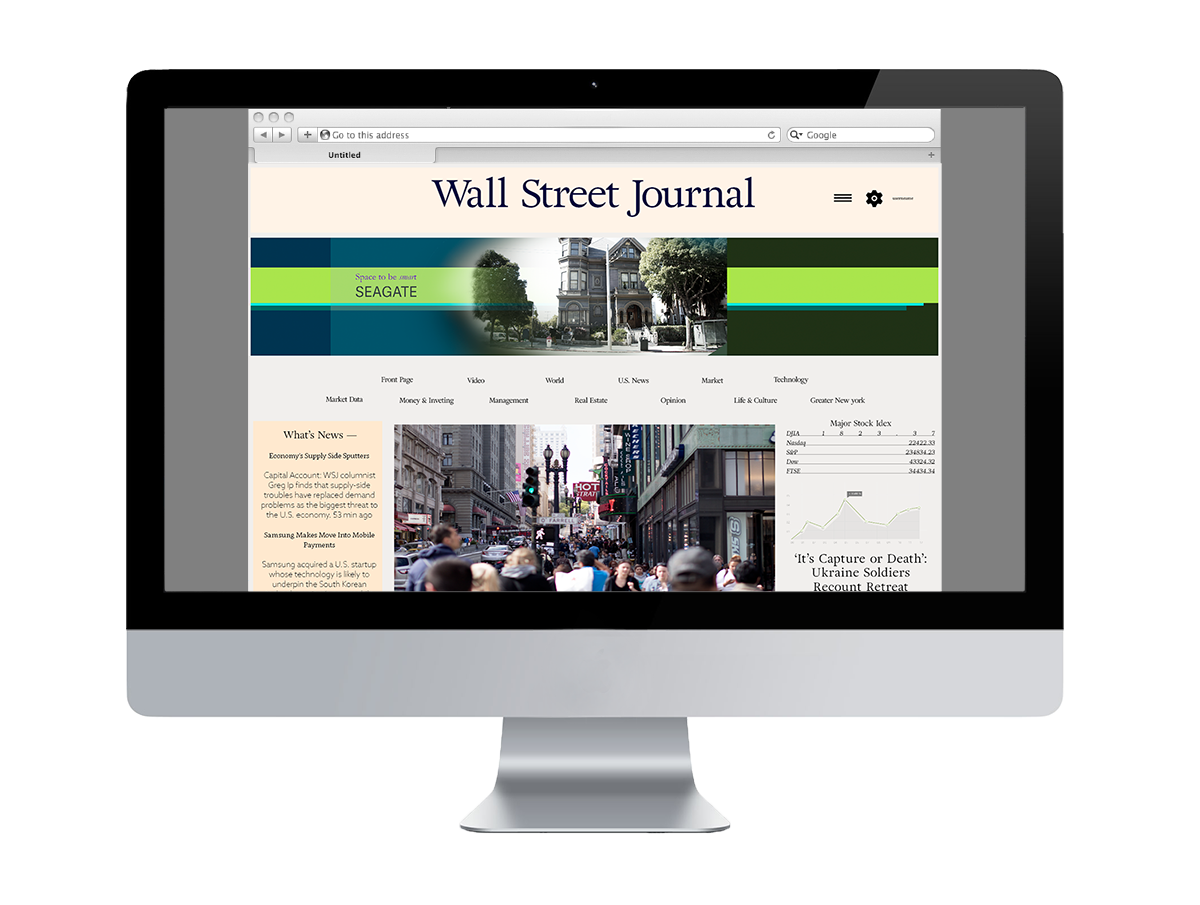 Go to this address
Google
Untitled
Wall Street Journal
Space to be smart
SEAGATE
Front Page Video World U.S. News Market Technology
Market Data Money & Inveting Management Real Estate Opinion Life & Culture Greater New york
What's News —
Economy's Supply Side Sputters
Capital Account: WSJ columnist
Greg Ip finds that supply-side
troubles have replaced demand
problems as the biggest threat to
the U.S. economy. 53 min ago
Samsung Makes Move Into Mobile
Payments
Samsung acquired a U.S. startup
whose technology is likely to
underpin the South Korean
HOTEL
STRATF
O'FARRELL
WINE SHOP
Major Stock Idex
DJIA 1 8 2 3 . 3 7
Nasdaq 22422.33
S&P 234834.23
Dow 43324.32
FTSE 34434.34
'It's Capture or Death':
Ukraine Soldiers
Recount Retreat